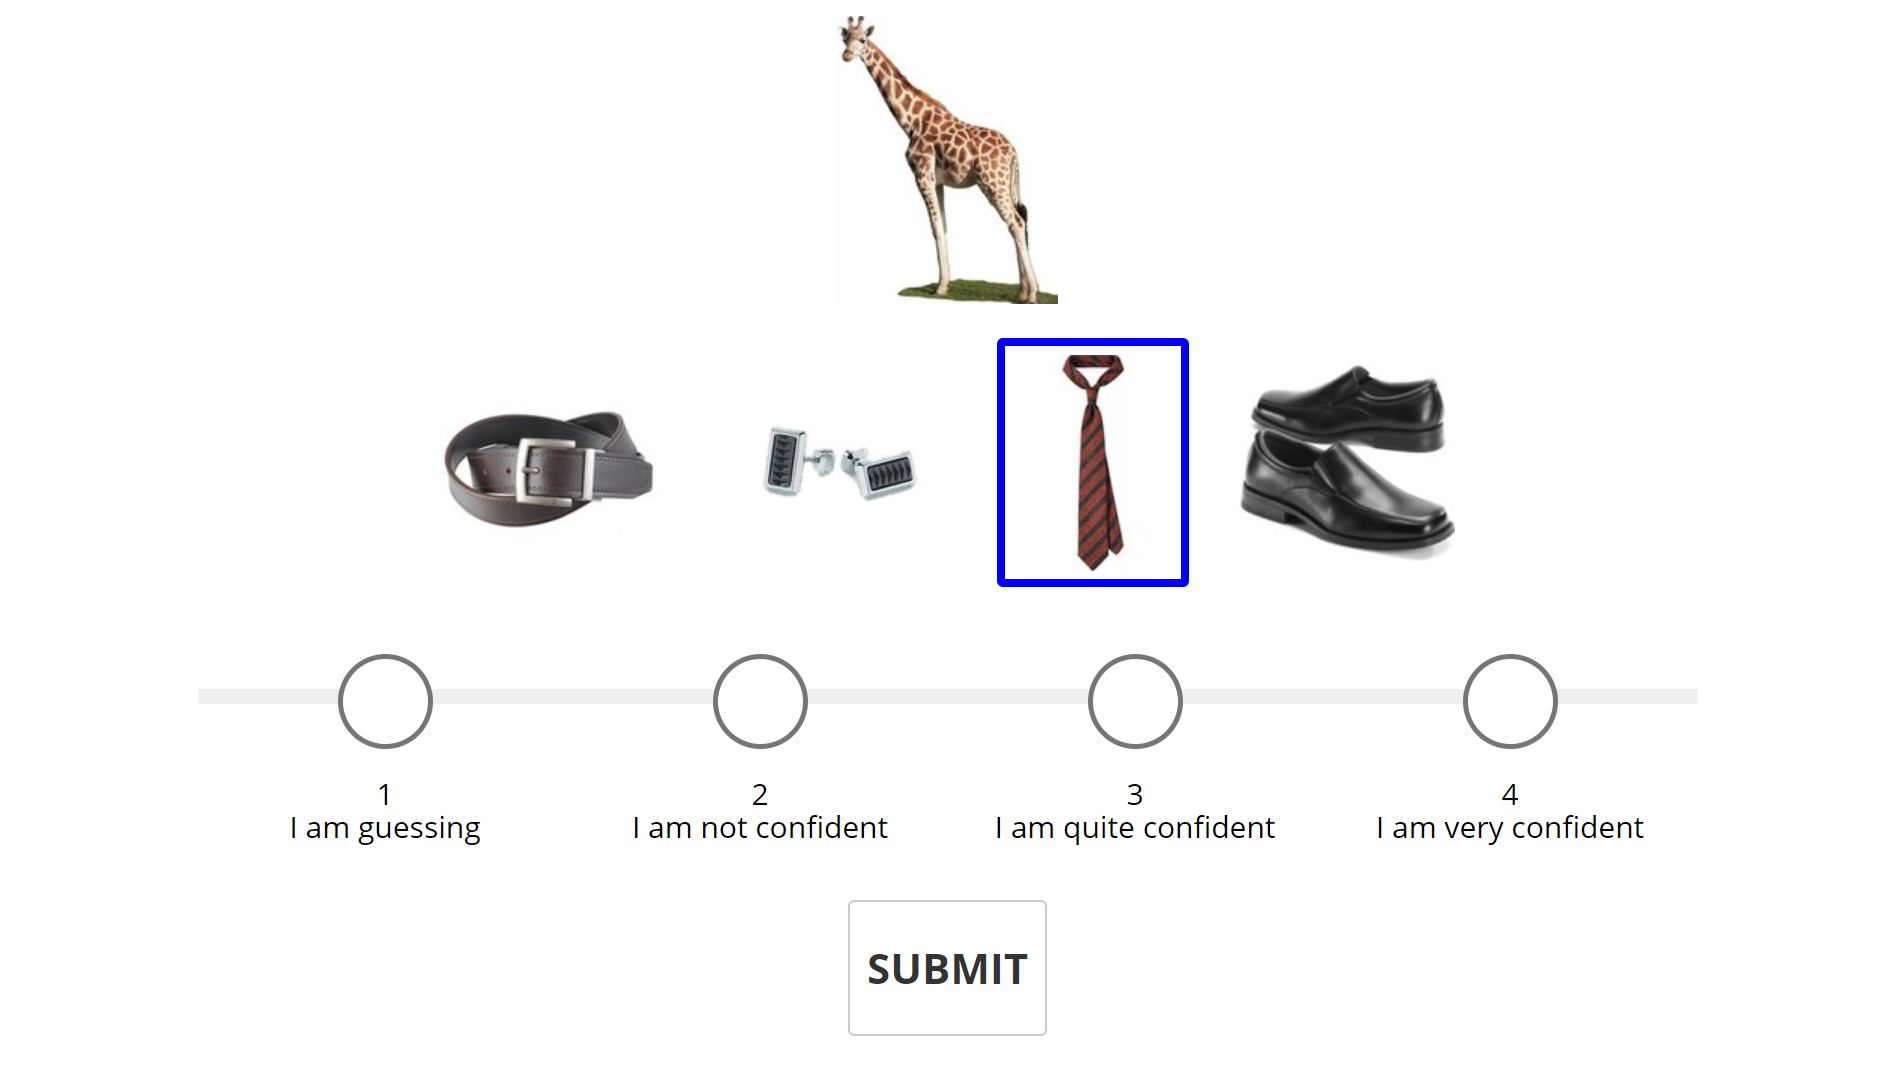 1
I am guessing
2
I am not confident
3
I am quite confident
4
I am very confident
SUBMIT